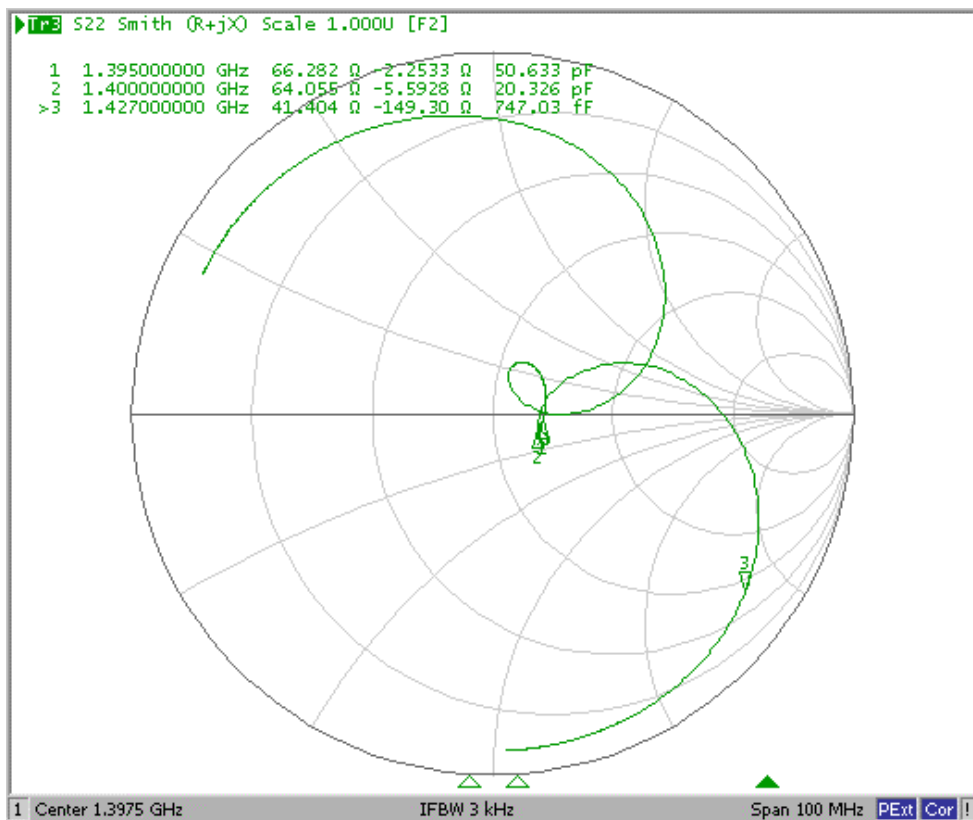 Tr3 S22 Smith (R+jX) Scale 1.000U [F2]
1 1.395000000 GHz 66.282 Ω -2.2533 Ω 50.633 pF
2 1.400000000 GHz 64.055 Ω -5.5928 Ω 20.326 pF
>3 1.427000000 GHz 41.404 Ω -149.30 Ω 747.03 fF
2
3
1 Center 1.3975 GHz IFBW 3 kHz Span 100 MHz PExt Cor !